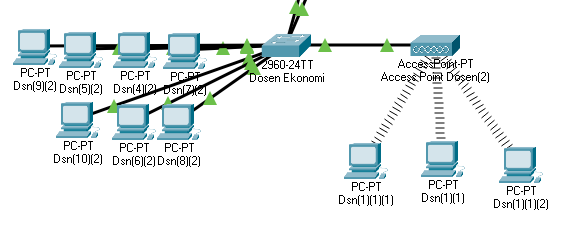 PC-PT
Dsn(9)(2)
PC-PT
Dsn(5)(2)
PC-PT
Dsn(4)(2)
PC-PT
Dsn(7)(2)
2960-24TT
Dosen Ekonomi
AccessPoint-PT
Access Point Dosen(2)
PC-PT
Dsn(10)(2)
PC-PT
Dsn(6)(2)
PC-PT
Dsn(8)(2)
PC-PT
Dsn(1)(1)(1)
PC-PT
Dsn(1)(1)
PC-PT
Dsn(1)(1)(2)